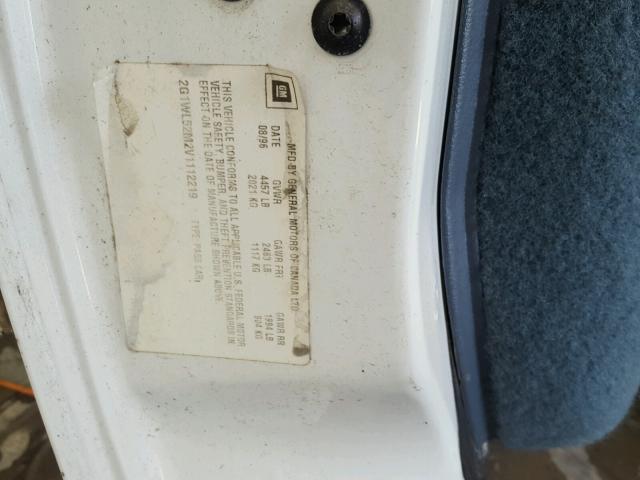 GM
MFD BY GENERAL MOTORS OF CANADA LTD
DATE GVWR GAWR FRT GAWR RR
08/96 4457 LB 2463 LB 1994 LB
2021 KG 1117 KG 904 KG
THIS VEHICLE CONFORMS TO ALL APPLICABLE U.S. FEDERAL MOTOR
VEHICLE SAFETY, BUMPER, AND THEFT PREVENTION STANDARDS IN
EFFECT ON THE DATE OF MANUFACTURE SHOWN ABOVE.
2G1WL52M2V1112219 TYPE: PASS CAR